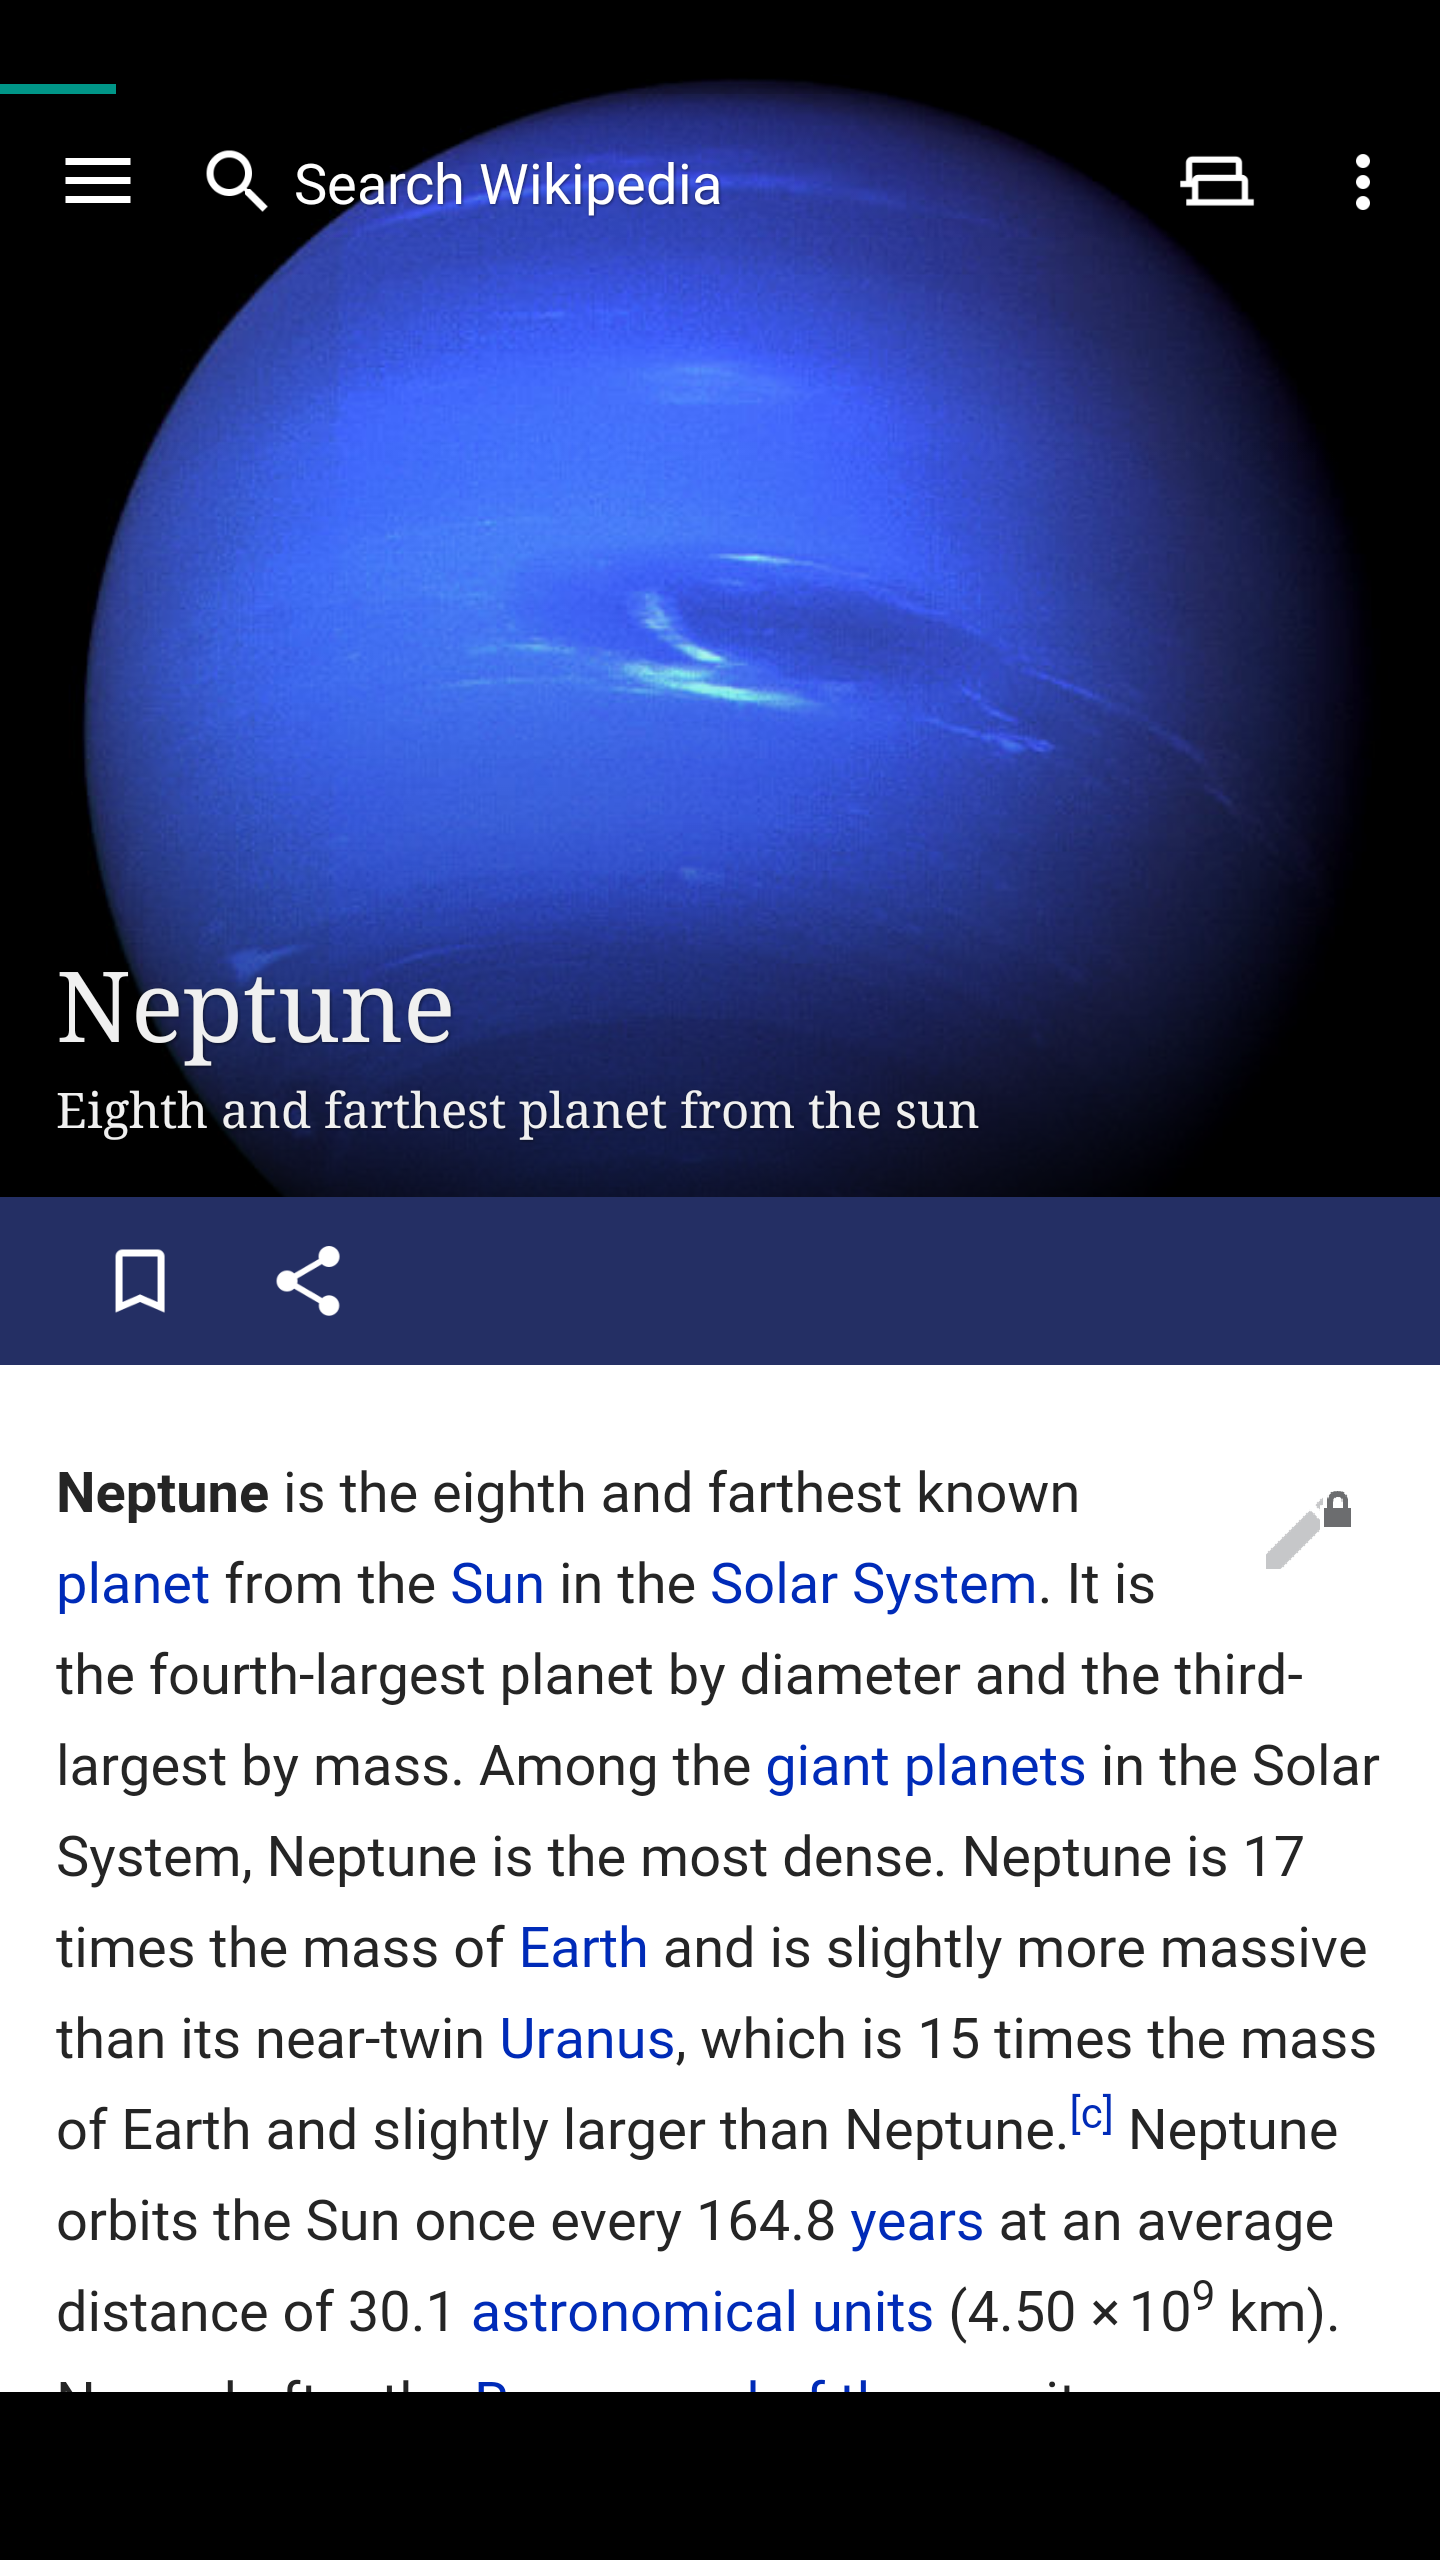 Search Wikipedia
Neptune
Eighth and farthest planet from the sun
Neptune is the eighth and farthest known
planet from the Sun in the Solar System. It is
the fourth-largest planet by diameter and the third-
largest by mass. Among the giant planets in the Solar
System, Neptune is the most dense. Neptune is 17
times the mass of Earth and is slightly more massive
than its near-twin Uranus, which is 15 times the mass
of Earth and slightly larger than Neptune.[c] Neptune
orbits the Sun once every 164.8 years at an average
distance of 30.1 astronomical units (4.50 × 10⁹ km).